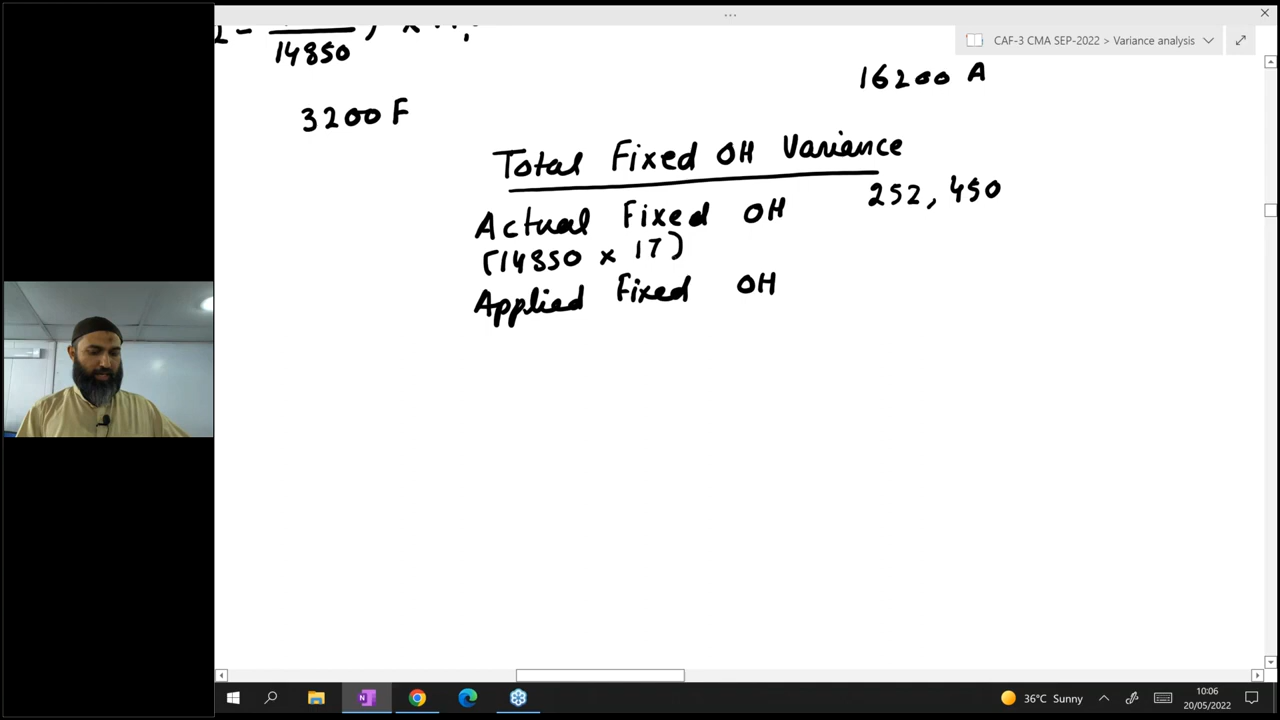 CAF-3 CMA SEP-2022 > Variance analysis
14850
16200 A
3200 F
Total Fixed OH Variance
Actual Fixed OH 252,450
(14850 x 17)
Applied Fixed OH
36°C Sunny
10:06
20/05/2022